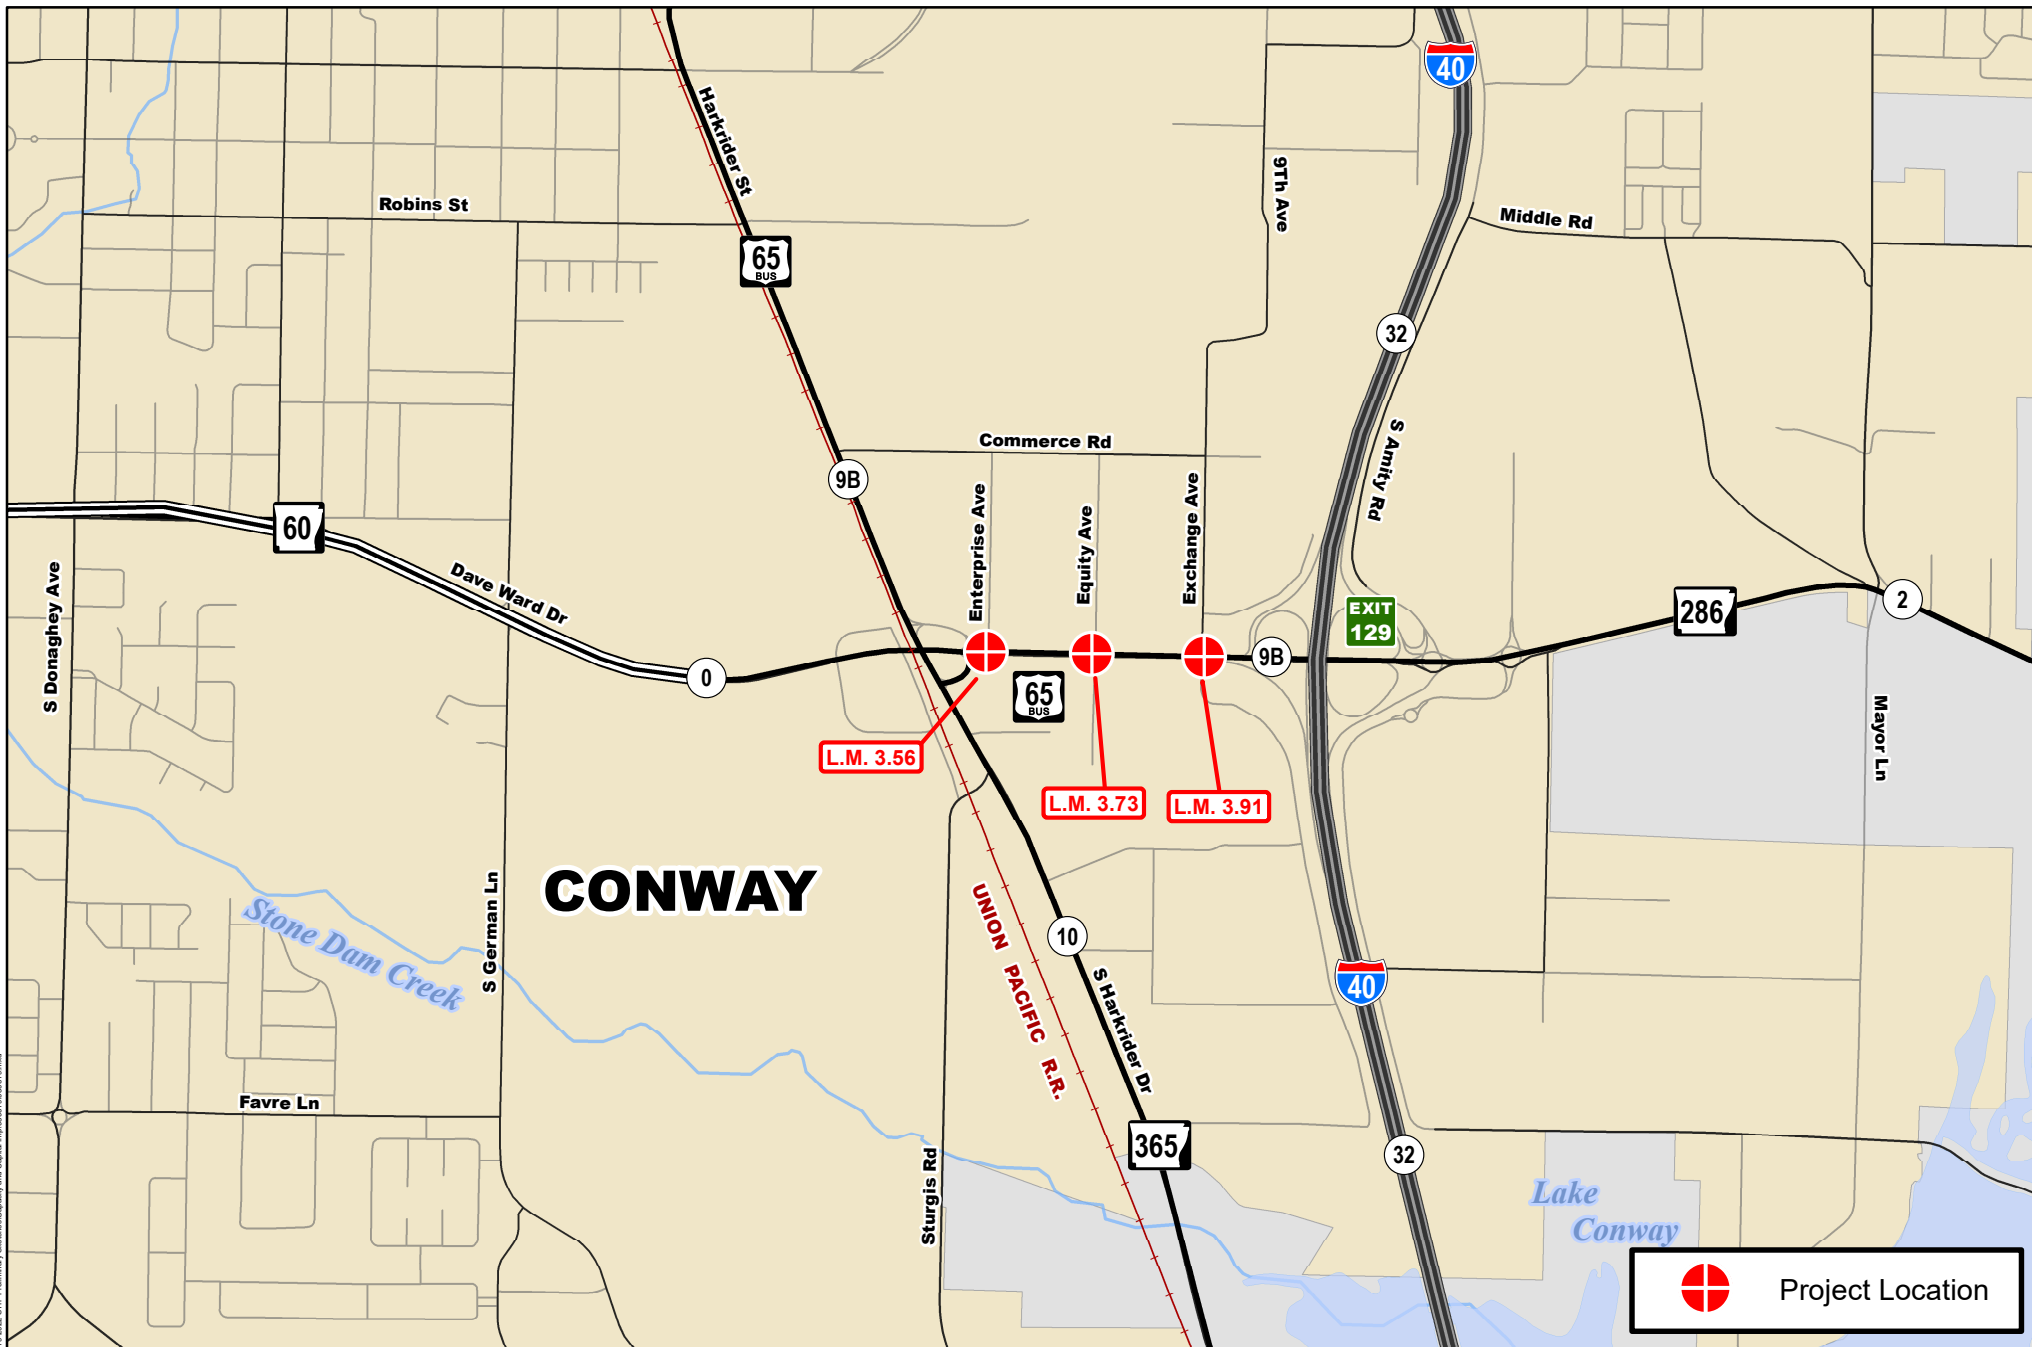 40
Harkrider St
9Th Ave
Robins St
Middle Rd
65
BUS
32
S Amity Rd
Commerce Rd
9B
Enterprise Ave
Equity Ave
Exchange Ave
60
Dave Ward Dr
S Donaghey Ave
EXIT
129
286
2
0
9B
65
BUS
Mayor Ln
L.M. 3.56
L.M. 3.73
L.M. 3.91
CONWAY
S German Ln
Stone Dam Creek
UNION PACIFIC R.R.
10
S Harkrider Dr
40
Favre Ln
Sturgis Rd
365
32
Lake
Conway
Project Location